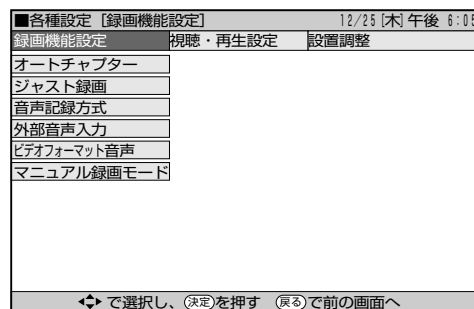 ■各種設定 [録画機能設定] 12/25[木]午後 6:05
録画機能設定 視聴・再生設定 設置調整
オートチャプター
ジャスト録画
音声記録方式
外部音声入力
ビデオフォーマット音声
マニュアル録画モード
で選択し、決定を押す 戻るで前の画面へ